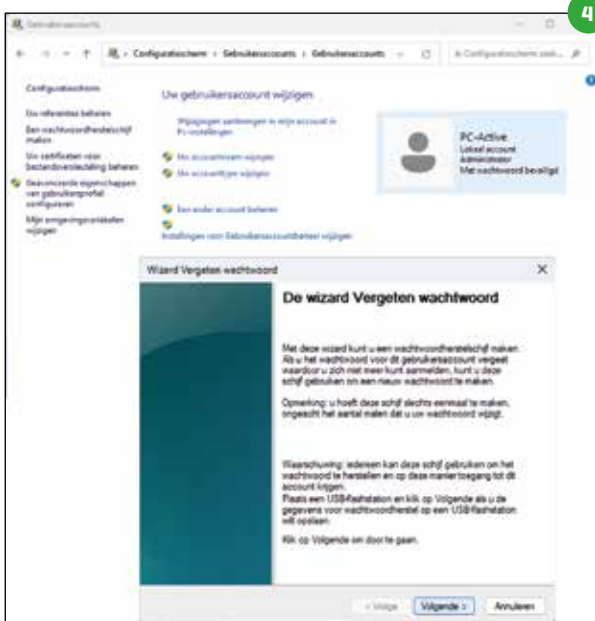 4
Gebruikersaccounts
Configuratiescherm › Gebruikersaccounts › Gebruikersaccounts
Configuratiescherm
Uw referenties beheren
Een wachtwoordherstelschijf
maken
Uw certificaten voor
bestandsversleuteling beheren
Geavanceerde eigenschappen
van gebruikersprofiel
configureren
Mijn omgevingsvariabelen
wijzigen
Uw gebruikersaccount wijzigen
Wijzigingen aanbrengen in mijn account in
Pc-instellingen
Uw accountnaam wijzigen
Uw accounttype wijzigen
Een ander account beheren
Instellingen voor Gebruikersaccountbeheer wijzigen
PC-Active
Lokaal account
Administrator
Met wachtwoord beveiligd
Wizard Vergeten wachtwoord
De wizard Vergeten wachtwoord
Met deze wizard kunt u een wachtwoordherstelschijf maken.
Als u het wachtwoord voor dit gebruikersaccount vergeet
waardoor u zich niet meer kunt aanmelden, kunt u deze
schijf gebruiken om een nieuw wachtwoord te maken.
Opmerking: u hoeft deze schijf slechts eenmaal te maken,
ongeacht het aantal malen dat u uw wachtwoord wijzigt.
Waarschuwing: iedereen kan deze schijf gebruiken om het
wachtwoord te herstellen en op deze manier toegang tot dit
account krijgen.
Plaats een USB-flashstation en klik op Volgende als u de
gegevens voor wachtwoordherstel op een USB-flashstation
wilt opslaan.
Klik op Volgende om door te gaan.
< Vorige
Volgende >
Annuleren